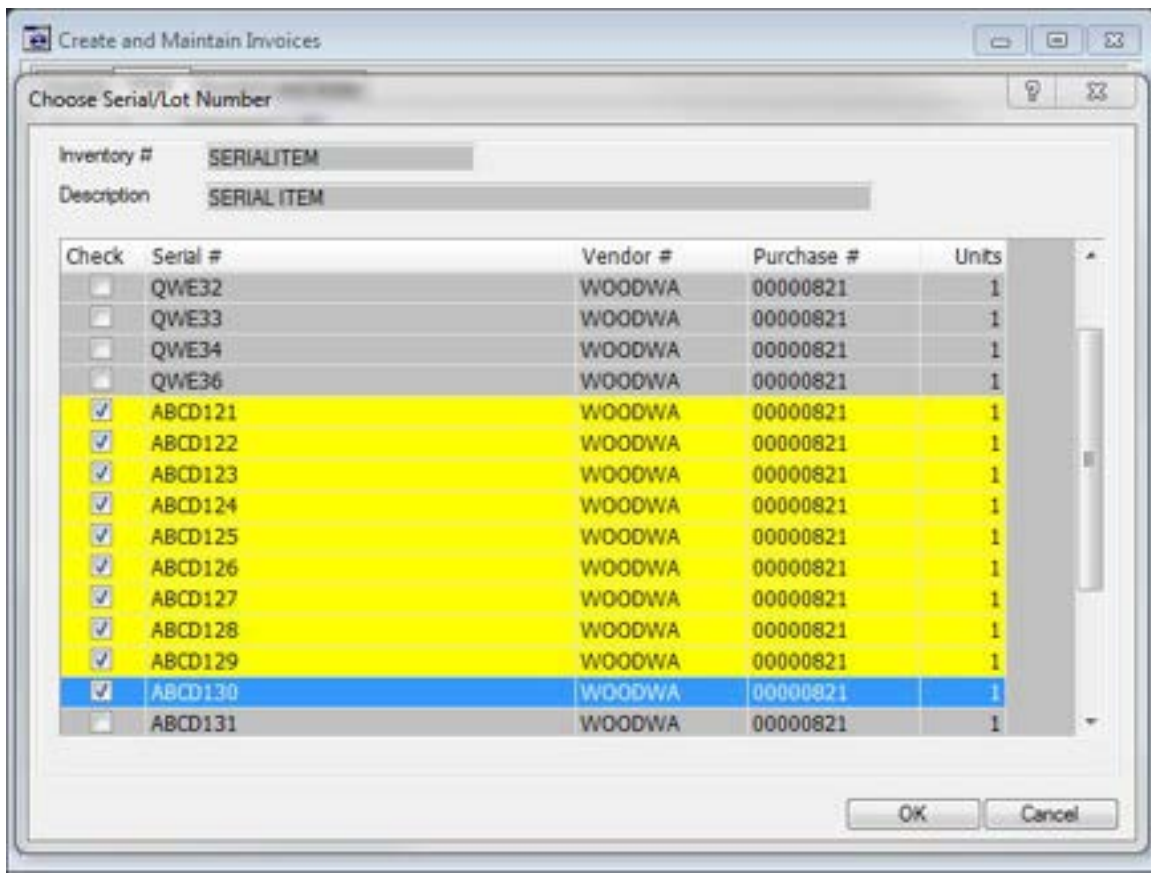 Create and Maintain Invoices
Choose Serial/Lot Number
Inventory # SERIALITEM
Description SERIAL ITEM
Check Serial # Vendor # Purchase # Units
QWE32 WOODWA 00000821 1
QWE33 WOODWA 00000821 1
QWE34 WOODWA 00000821 1
QWE36 WOODWA 00000821 1
ABCD121 WOODWA 00000821 1
ABCD122 WOODWA 00000821 1
ABCD123 WOODWA 00000821 1
ABCD124 WOODWA 00000821 1
ABCD125 WOODWA 00000821 1
ABCD126 WOODWA 00000821 1
ABCD127 WOODWA 00000821 1
ABCD128 WOODWA 00000821 1
ABCD129 WOODWA 00000821 1
ABCD130 WOODWA 00000821 1
ABCD131 WOODWA 00000821 1
OK Cancel